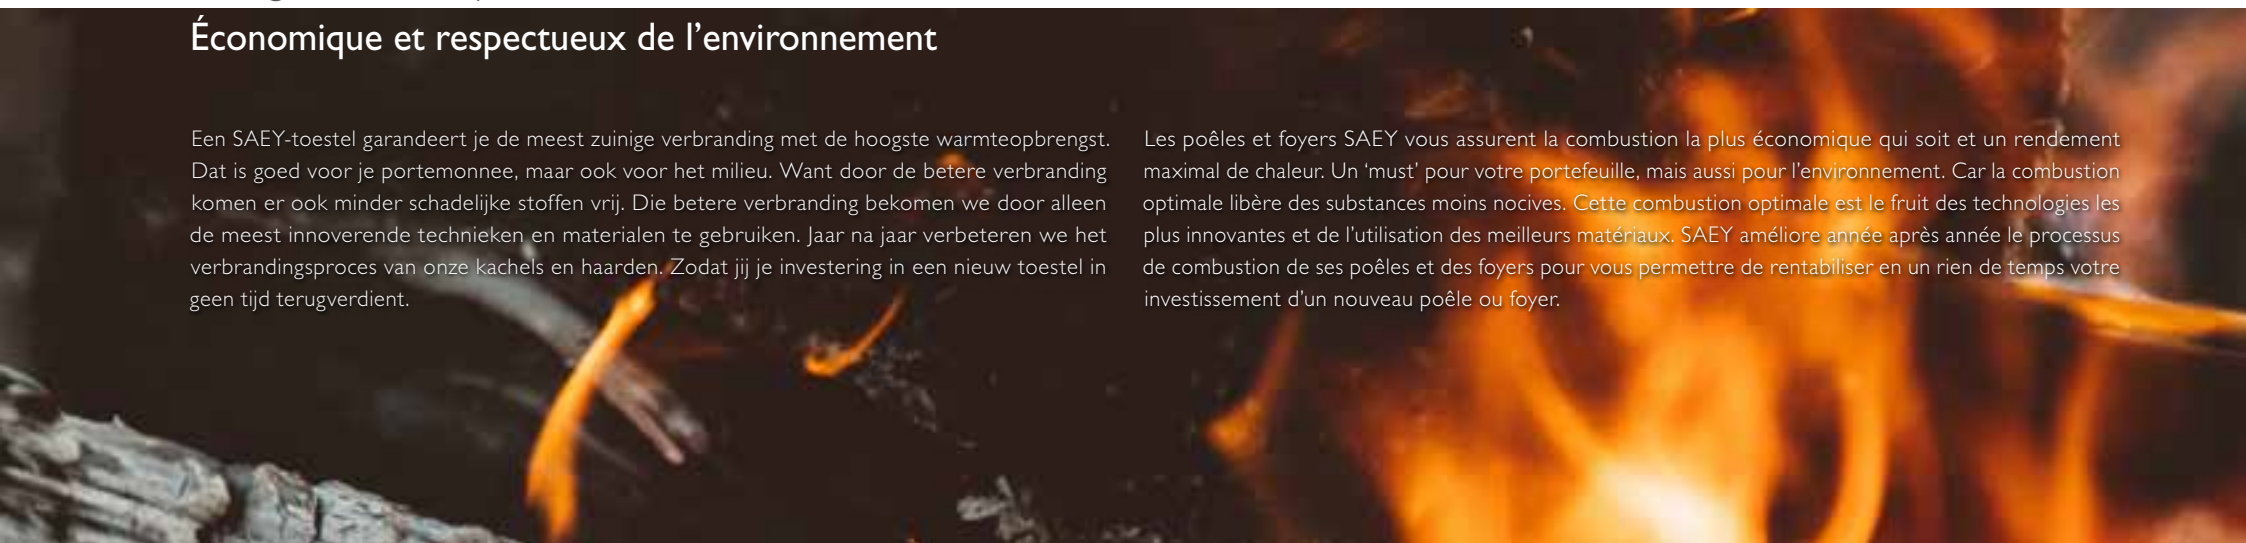 Économique et respectueux de l’environnement
Een SAEY-toestel garandeert je de meest zuinige verbranding met de hoogste warmteopbrengst.
Dat is goed voor je portemonnee, maar ook voor het milieu. Want door de betere verbranding
komen er ook minder schadelijke stoffen vrij. Die betere verbranding bekomen we door alleen
de meest innoverende technieken en materialen te gebruiken. Jaar na jaar verbeteren we het
verbrandingsproces van onze kachels en haarden. Zodat jij je investering in een nieuw toestel in
geen tijd terugverdient.
Les poêles et foyers SAEY vous assurent la combustion la plus économique qui soit et un rendement
maximal de chaleur. Un ‘must’ pour votre portefeuille, mais aussi pour l’environnement. Car la combustion
optimale libère des substances moins nocives. Cette combustion optimale est le fruit des technologies les
plus innovantes et de l’utilisation des meilleurs matériaux. SAEY améliore année après année le processus
de combustion de ses poêles et des foyers pour vous permettre de rentabiliser en un rien de temps votre
investissement d’un nouveau poêle ou foyer.